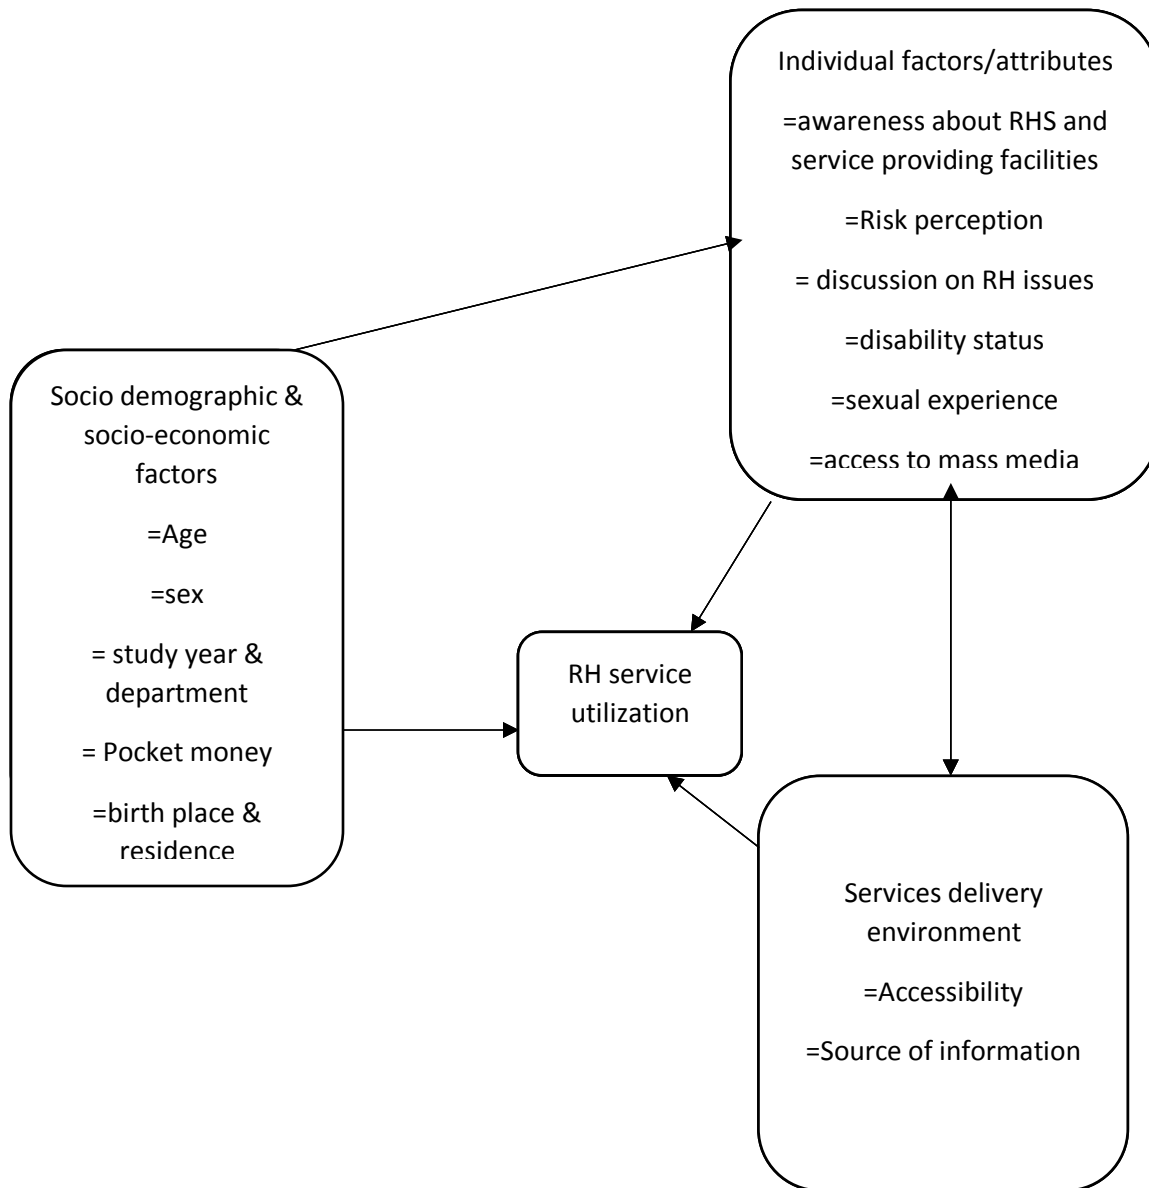 Individual factors/attributes
=awareness about RHS and
service providing facilities
=Risk perception
= discussion on RH issues
=disability status
=sexual experience
=access to mass media
Socio demographic &
socio-economic
factors
=Age
=sex
= study year &
department
= Pocket money
=birth place &
residence
RH service
utilization
Services delivery
environment
=Accessibility
=Source of information